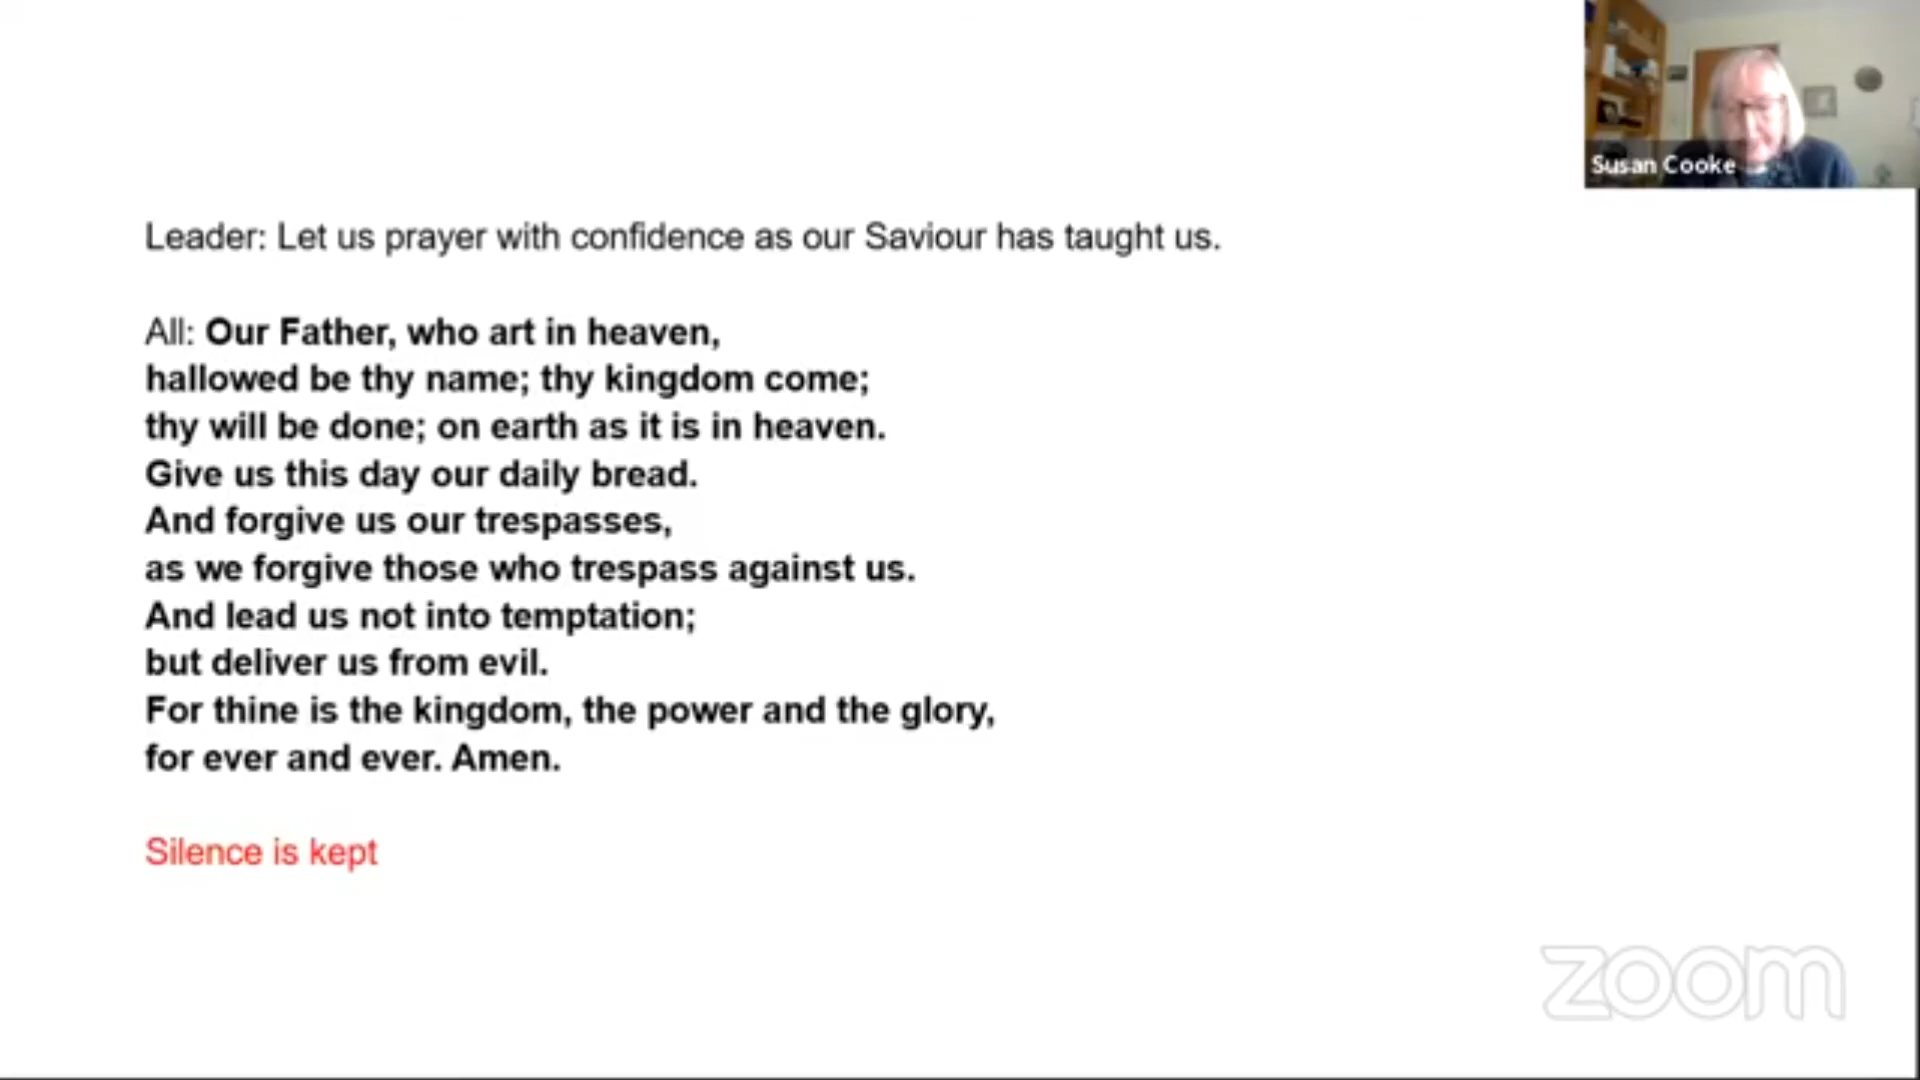 Susan Cooke
Leader: Let us prayer with confidence as our Saviour has taught us.
All: Our Father, who art in heaven,
hallowed be thy name; thy kingdom come;
thy will be done; on earth as it is in heaven.
Give us this day our daily bread.
And forgive us our trespasses,
as we forgive those who trespass against us.
And lead us not into temptation;
but deliver us from evil.
For thine is the kingdom, the power and the glory,
for ever and ever. Amen.
Silence is kept
zoom